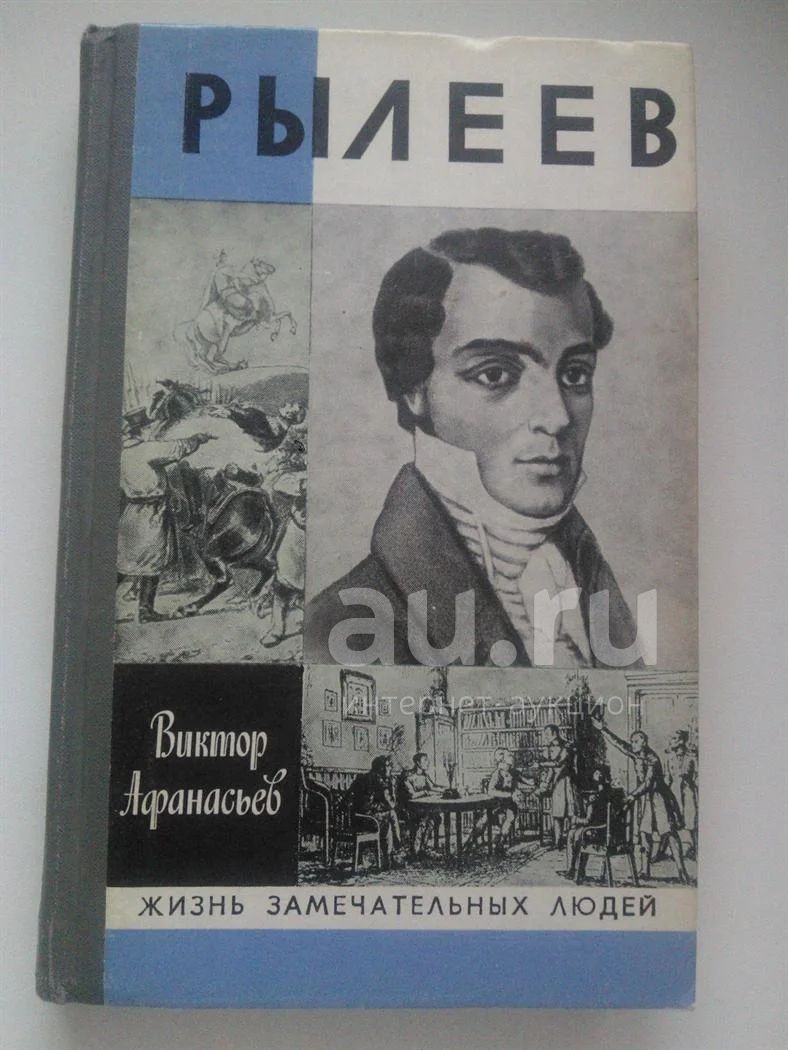 РЫЛЕЕВ
au.ru
интернет-аукцион
Виктор
Афанасьев
ЖИЗНЬ ЗАМЕЧАТЕЛЬНЫХ ЛЮДЕЙ